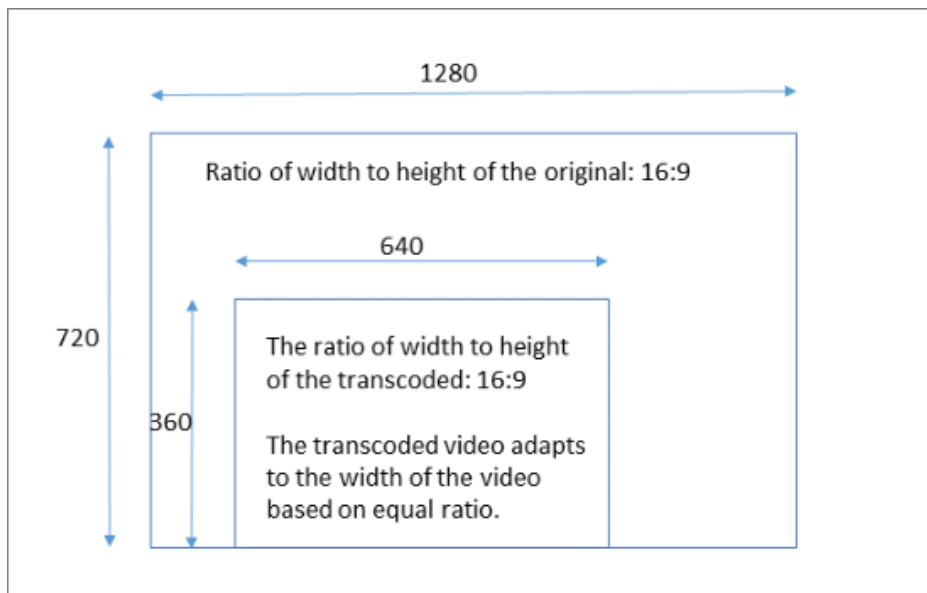 1280
Ratio of width to height of the original: 16:9
640
720
The ratio of width to height
of the transcoded: 16:9
360
The transcoded video adapts
to the width of the video
based on equal ratio.